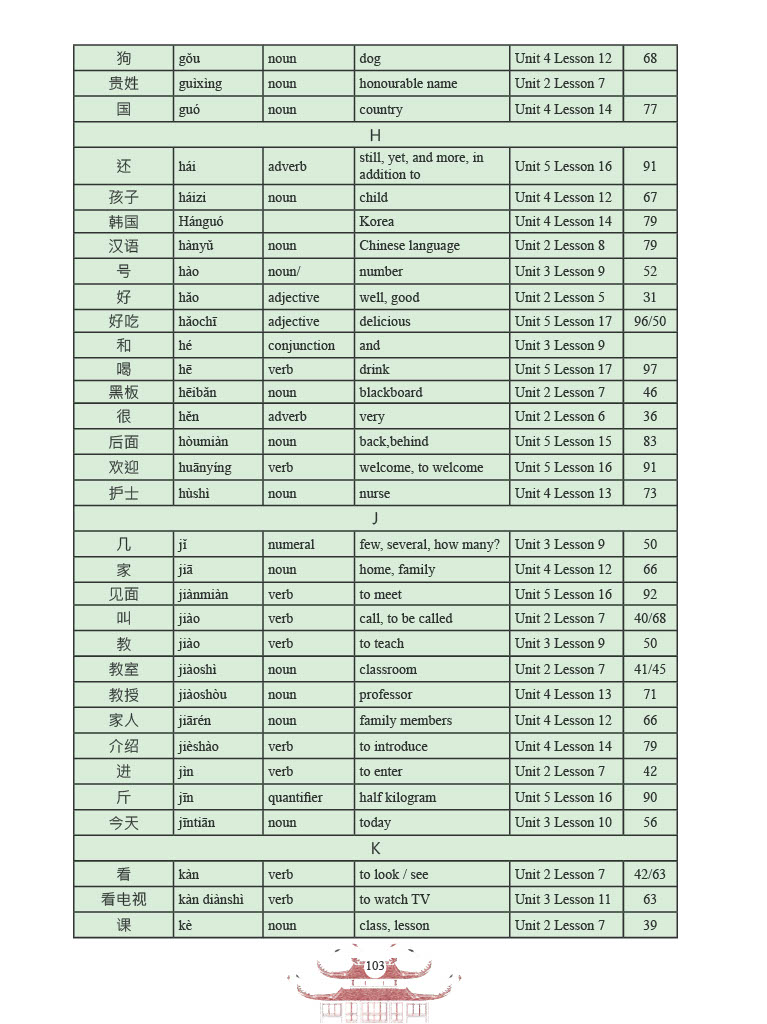 狗 gǒu noun dog Unit 4 Lesson 12 68
贵姓 guìxìng noun honourable name Unit 2 Lesson 7
国 guó noun country Unit 4 Lesson 14 77
H
还 hái adverb still, yet, and more, in addition to Unit 5 Lesson 16 91
孩子 háizi noun child Unit 4 Lesson 12 67
韩国 Hánguó Korea Unit 4 Lesson 14 79
汉语 hànyǔ noun Chinese language Unit 2 Lesson 8 79
号 hào noun/ number Unit 3 Lesson 9 52
好 hǎo adjective well, good Unit 2 Lesson 5 31
好吃 hǎochī adjective delicious Unit 5 Lesson 17 96/50
和 hé conjunction and Unit 3 Lesson 9
喝 hē verb drink Unit 5 Lesson 17 97
黑板 hēibǎn noun blackboard Unit 2 Lesson 7 46
很 hěn adverb very Unit 2 Lesson 6 36
后面 hòumiàn noun back,behind Unit 5 Lesson 15 83
欢迎 huānyíng verb welcome, to welcome Unit 5 Lesson 16 91
护士 hùshì noun nurse Unit 4 Lesson 13 73
J
几 jǐ numeral few, several, how many? Unit 3 Lesson 9 50
家 jiā noun home, family Unit 4 Lesson 12 66
见面 jiànmiàn verb to meet Unit 5 Lesson 16 92
叫 jiào verb call, to be called Unit 2 Lesson 7 40/68
教 jiào verb to teach Unit 3 Lesson 9 50
教室 jiàoshì noun classroom Unit 2 Lesson 7 41/45
教授 jiàoshòu noun professor Unit 4 Lesson 13 71
家人 jiārén noun family members Unit 4 Lesson 12 66
介绍 jièshào verb to introduce Unit 4 Lesson 14 79
进 jìn verb to enter Unit 2 Lesson 7 42
斤 jīn quantifier half kilogram Unit 5 Lesson 16 90
今天 jīntiān noun today Unit 3 Lesson 10 56
K
看 kàn verb to look / see Unit 2 Lesson 7 42/63
看电视 kàn diànshì verb to watch TV Unit 3 Lesson 11 63
课 kè noun class, lesson Unit 2 Lesson 7 39
103